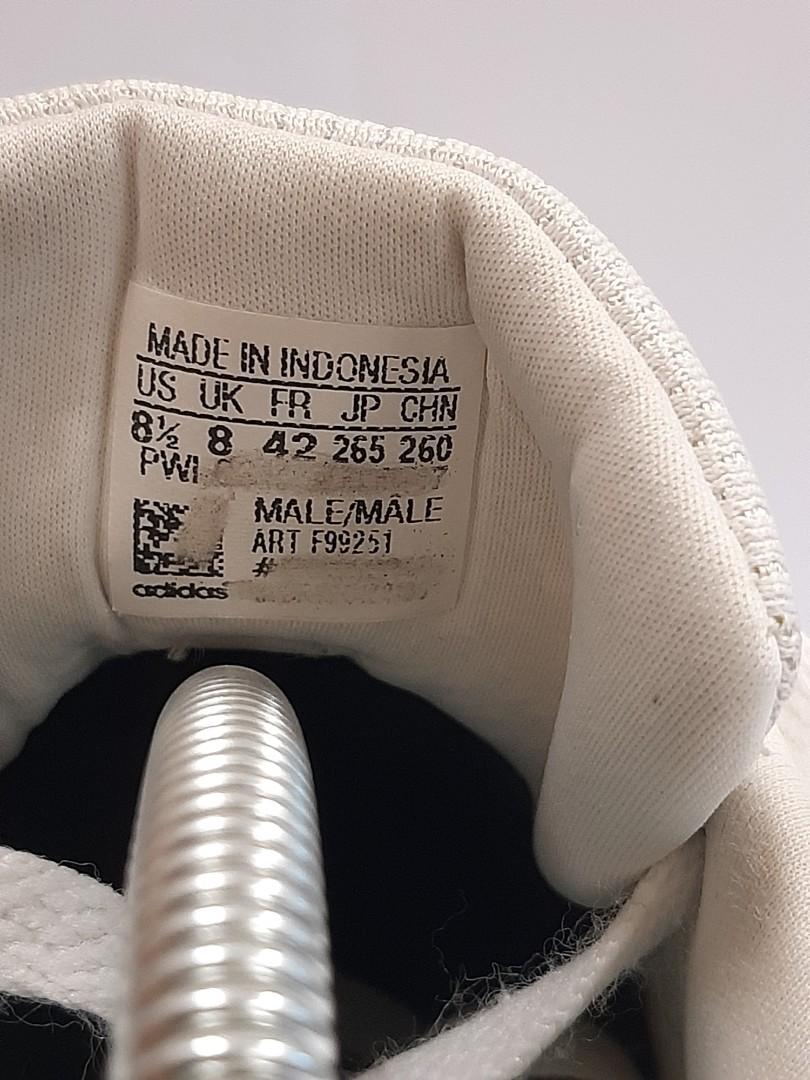 MADE IN INDONESIA
US UK FR JP CHN
8½ 8 42 265 260
PWI
MALE/MÂLE
ART F99251
#
adidas